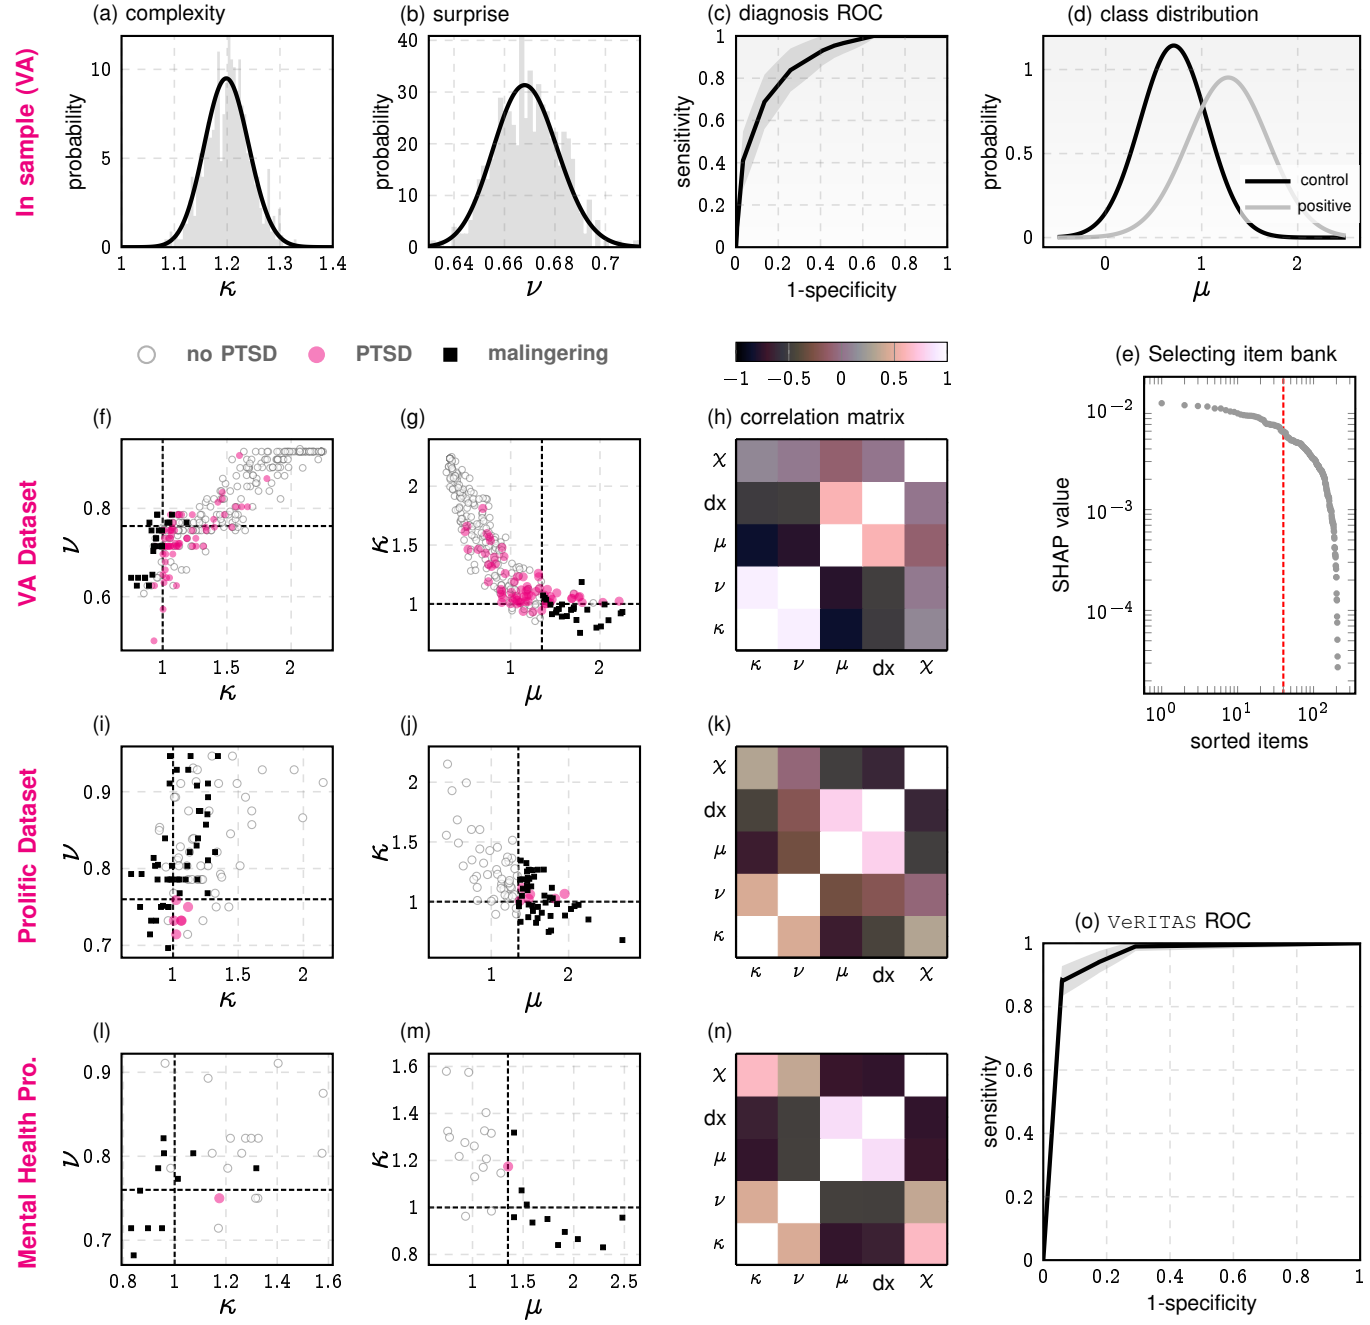 (a) complexity
(b) surprise
(c) diagnosis ROC
(d) class distribution
In sample (VA)
probability
10
5
0
1
1.1
1.2
1.3
1.4
κ
probability
40
30
20
10
0
0.64
0.66
0.68
0.7
ν
sensitivity
1
0.8
0.6
0.4
0.2
0
0
0.2
0.4
0.6
0.8
1
1-specificity
probability
1
0.5
0
0
1
2
μ
control
positive
no PTSD
PTSD
malingering
−1
−0.5
0
0.5
1
(e) Selecting item bank
SHAP value
10⁻²
10⁻³
10⁻⁴
10⁰
10¹
10²
sorted items
VA Dataset
(f)
ν
0.8
0.6
1
1.5
2
κ
(g)
κ
2
1.5
1
1
2
μ
(h) correlation matrix
χ
dx
μ
ν
κ
κ
ν
μ
dx
χ
Prolific Dataset
(i)
ν
0.9
0.8
0.7
1
1.5
2
κ
(j)
κ
2
1.5
1
1
2
μ
(k)
χ
dx
μ
ν
κ
κ
ν
μ
dx
χ
Mental Health Pro.
(l)
ν
0.9
0.8
0.7
0.8
1
1.2
1.4
1.6
κ
(m)
κ
1.6
1.4
1.2
1
0.8
1
1.5
2
2.5
μ
(n)
χ
dx
μ
ν
κ
κ
ν
μ
dx
χ
(o) VeRITAS ROC
sensitivity
1
0.8
0.6
0.4
0.2
0
0
0.2
0.4
0.6
0.8
1
1-specificity